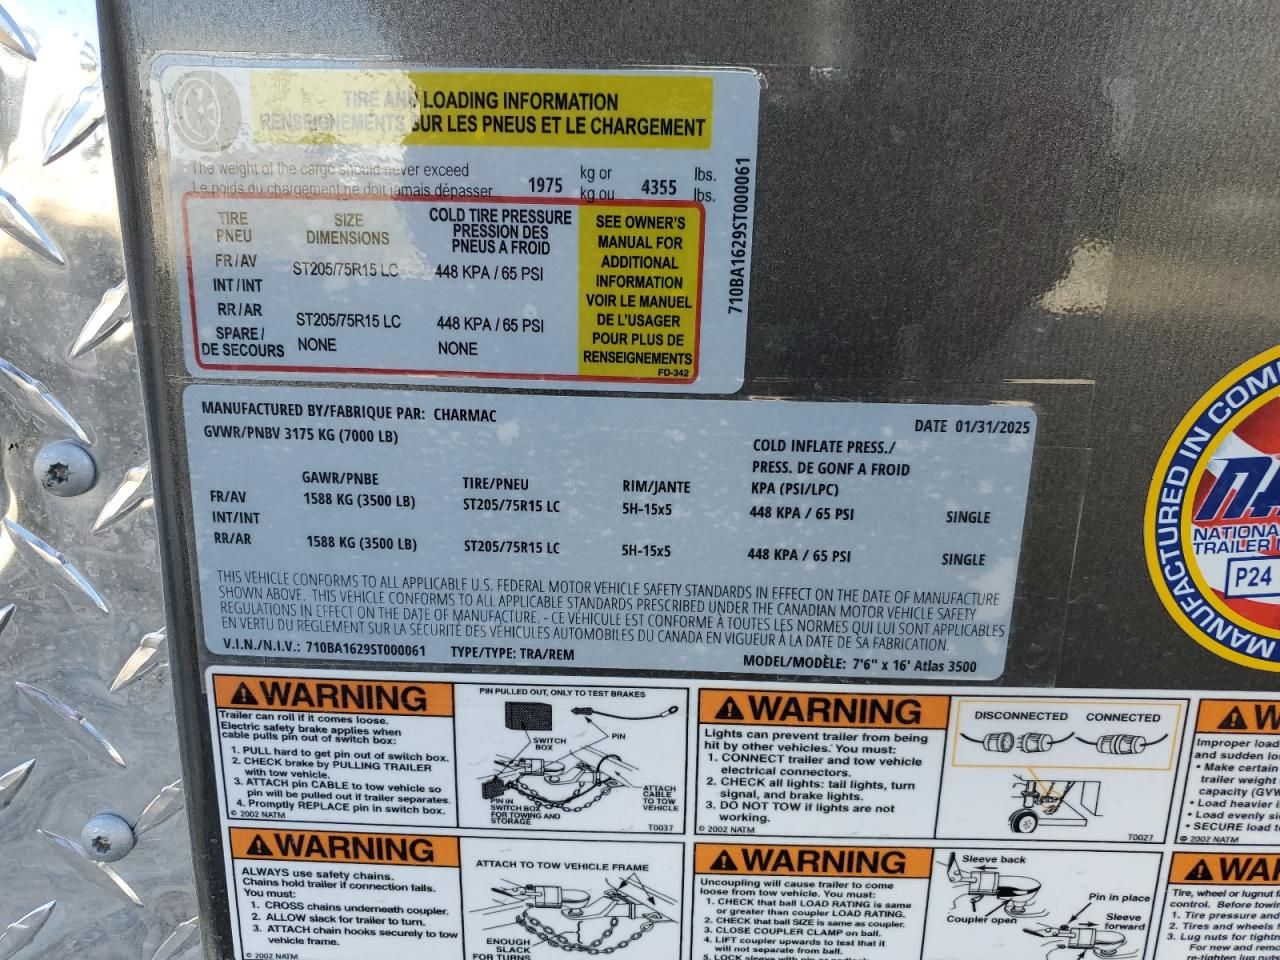 TIRE AND LOADING INFORMATION
RENSEIGNEMENTS SUR LES PNEUS ET LE CHARGEMENT
The weight of the cargo should never exceed 1975 kg or 4355 lbs.
Le poids du chargement ne doit jamais dépasser kg ou lbs.
TIRE PNEU
SIZE DIMENSIONS
COLD TIRE PRESSURE
PRESSION DES
PNEUS A FROID
FR/AV ST205/75R15 LC 448 KPA / 65 PSI
INT/INT
RR/AR ST205/75R15 LC 448 KPA / 65 PSI
SPARE/
DE SECOURS NONE NONE
SEE OWNER'S
MANUAL FOR
ADDITIONAL
INFORMATION
VOIR LE MANUEL
DE L'USAGER
POUR PLUS DE
RENSEIGNEMENTS
FD-342
710BA1629ST000061
MANUFACTURED BY/FABRIQUE PAR: CHARMAC
DATE 01/31/2025
GVWR/PNBV 3175 KG (7000 LB)
GAWR/PNBE TIRE/PNEU RIM/JANTE
COLD INFLATE PRESS./
PRESS. DE GONF A FROID
KPA (PSI/LPC)
FR/AV 1588 KG (3500 LB) ST205/75R15 LC 5H-15x5 448 KPA / 65 PSI SINGLE
INT/INT
RR/AR 1588 KG (3500 LB) ST205/75R15 LC 5H-15x5 448 KPA / 65 PSI SINGLE
THIS VEHICLE CONFORMS TO ALL APPLICABLE U.S. FEDERAL MOTOR VEHICLE SAFETY STANDARDS IN EFFECT ON THE DATE OF MANUFACTURE
SHOWN ABOVE. THIS VEHICLE CONFORMS TO ALL APPLICABLE STANDARDS PRESCRIBED UNDER THE CANADIAN MOTOR VEHICLE SAFETY
REGULATIONS IN EFFECT ON THE DATE OF MANUFACTURE. - CE VÉHICULE EST CONFORME À TOUTES LES NORMES QUI LUI SONT APPLICABLES
EN VERTU DU RÈGLEMENT SUR LA SÉCURITÉ DES VÉHICULES AUTOMOBILES DU CANADA EN VIGUEUR À LA DATE DE SA FABRICATION.
V.I.N./N.I.V.: 710BA1629ST000061 TYPE/TYPE: TRA/REM MODEL/MODÈLE: 7'6" x 16' Atlas 3500
MANUFACTURED IN COM
NATIONAL
TRAILER
P24
WARNING
Trailer can roll if it comes loose.
Electric safety brake applies when
cable pulls pin out of switch box:
1. PULL hard to get pin out of switch box.
2. CHECK brake by PULLING TRAILER
with tow vehicle.
3. ATTACH pin CABLE to tow vehicle so
pin will be pulled out if trailer separates.
4. Promptly REPLACE pin in switch box.
© 2002 NATM
PIN PULLED OUT, ONLY TO TEST BRAKES
SWITCH
BOX
PIN
PIN IN
SWITCH BOX
FOR TOWING AND
STORAGE
ATTACH
CABLE
TO TOW
VEHICLE
T0037
WARNING
Lights can prevent trailer from being
hit by other vehicles. You must:
1. CONNECT trailer and tow vehicle
electrical connectors.
2. CHECK all lights: tail lights, turn
signal, and brake lights.
3. DO NOT TOW if lights are not
working.
© 2002 NATM
DISCONNECTED CONNECTED
T0027
Improper load
and sudden los
• Make certain
trailer weight
capacity (GVW
• Load heavier
• Load evenly si
• SECURE load
© 2002 NATM
WARNING
ALWAYS use safety chains.
Chains hold trailer if connection fails.
You must:
1. CROSS chains underneath coupler.
2. ALLOW slack for trailer to turn.
3. ATTACH chain hooks securely to tow
vehicle frame.
© 2002 NATM
ATTACH TO TOW VEHICLE FRAME
ENOUGH
SLACK
FOR TURNS
WARNING
Uncoupling will cause trailer to come
loose from tow vehicle. You must:
1. CHECK that ball LOAD RATING is same
or greater than coupler LOAD RATING.
2. CHECK that ball SIZE is same as coupler.
3. CLOSE COUPLER CLAMP on ball.
4. LIFT coupler upwards to test that it
will not separate from ball.
5. LOCK
Sleeve back
Coupler open
Pin in place
Sleeve
forward
WAR
Tire, wheel or lugnut
control. Before towin
1. Tire pressure and
2. Tires and wheels
3. Lug nuts for tight
For new and remo
re-tighten lug nuts